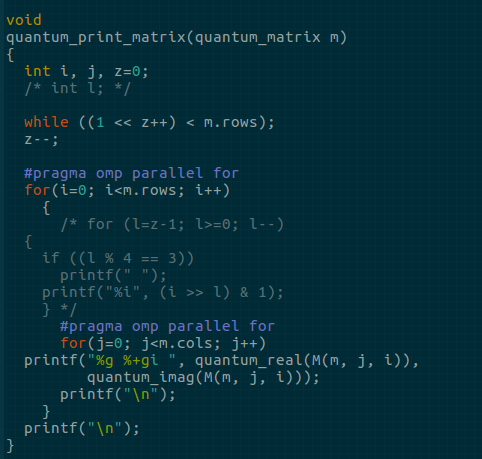 void
quantum_print_matrix(quantum_matrix m)
{
  int i, j, z=0;
  /* int l; */

  while ((1 << z++) < m.rows);
  z--;

  #pragma omp parallel for
  for(i=0; i<m.rows; i++)
    {
      /* for (l=z-1; l>=0; l--)
  {
    if ((l % 4 == 3))
      printf(" ");
    printf("%i", (i >> l) & 1);
    } */
      #pragma omp parallel for
      for(j=0; j<m.cols; j++)
  printf("%g %+gi ", quantum_real(M(m, j, i)),
         quantum_imag(M(m, j, i)));
      printf("\n");
    }
  printf("\n");
}